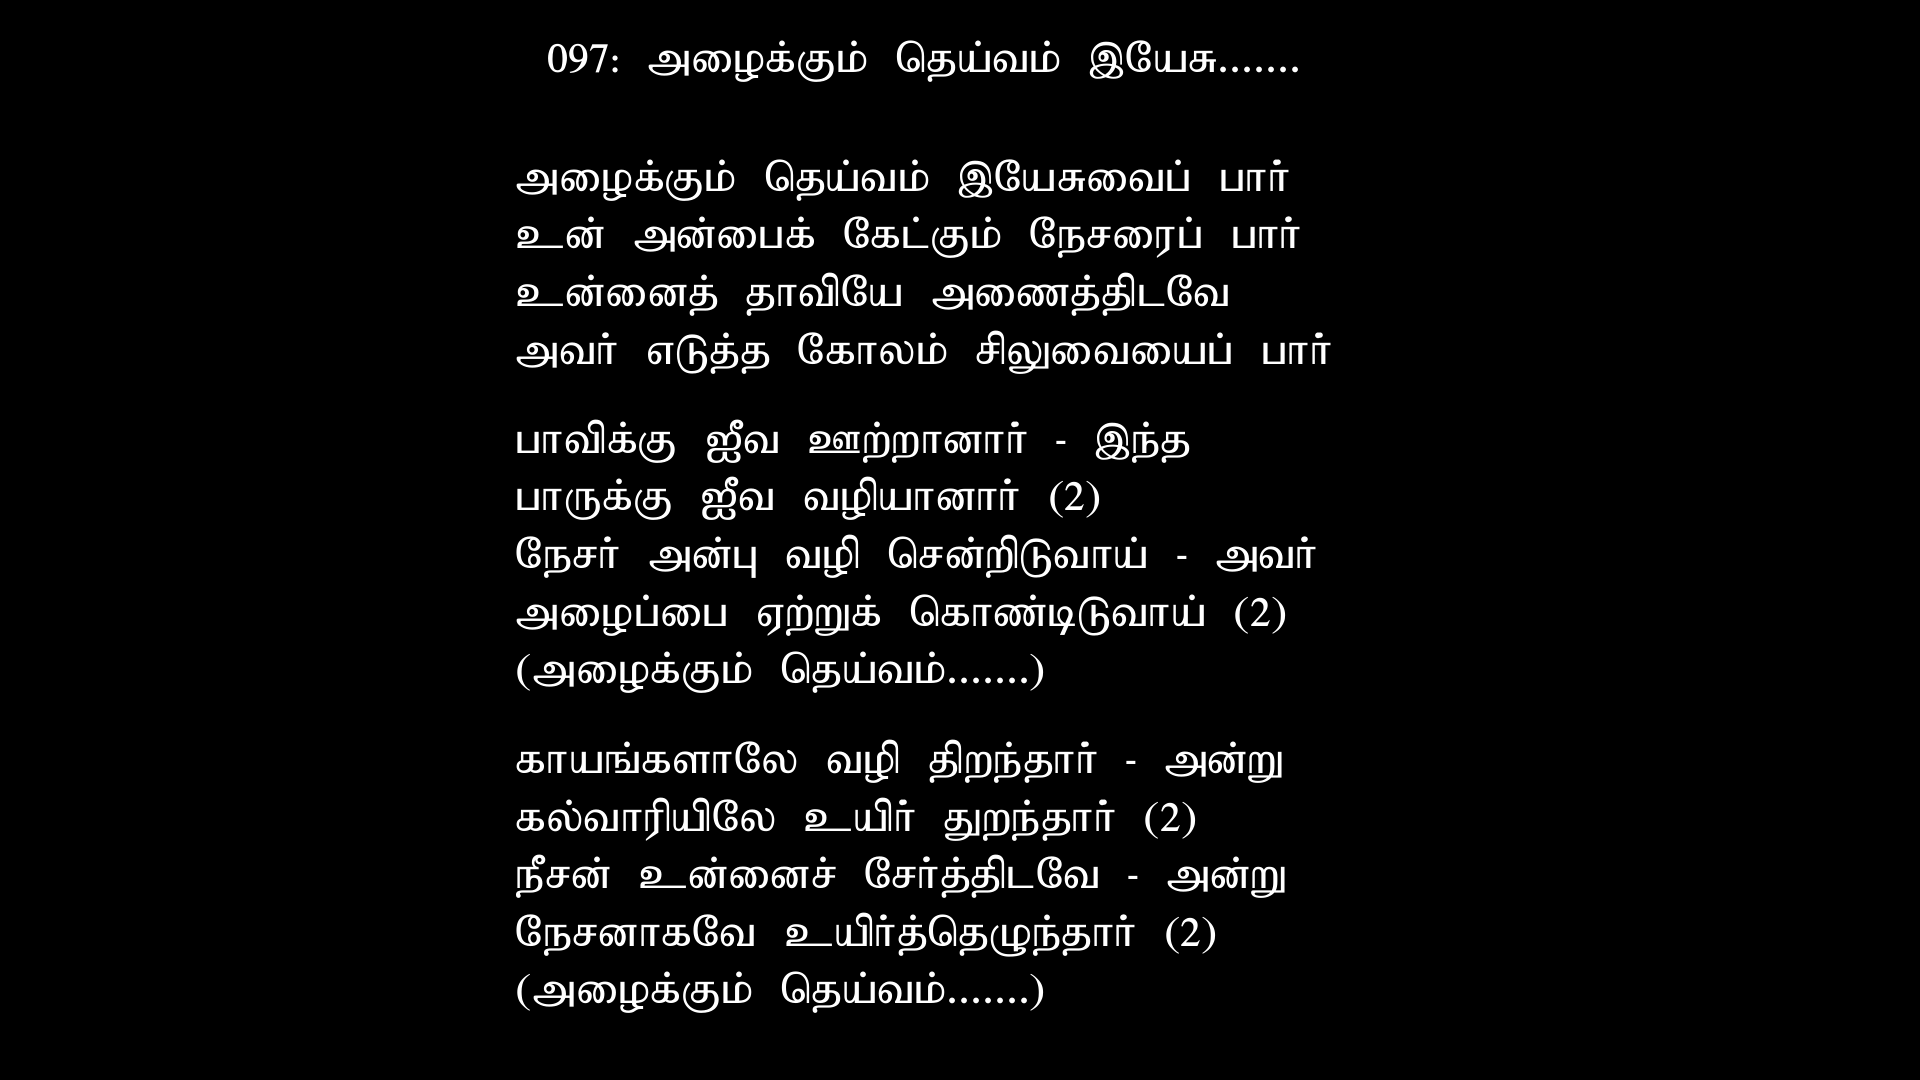 097: அழைக்கும் தெய்வம் இயேசு.......
அழைக்கும் தெய்வம் இயேசுவைப் பார்
உன் அன்பைக் கேட்கும் நேசரைப் பார்
உன்னைத் தாவியே அணைத்திடவே
அவர் எடுத்த கோலம் சிலுவையைப் பார்
பாவிக்கு ஜீவ ஊற்றானார் - இந்த
பாருக்கு ஜீவ வழியானார் (2)
நேசர் அன்பு வழி சென்றிடுவாய் - அவர்
அழைப்பை ஏற்றுக் கொண்டிடுவாய் (2)
(அழைக்கும் தெய்வம்.......)
காயங்களாலே வழி திறந்தார் - அன்று
கல்வாரியிலே உயிர் துறந்தார் (2)
நீசன் உன்னைச் சேர்த்திடவே - அன்று
நேசனாகவே உயிர்த்தெழுந்தார் (2)
(அழைக்கும் தெய்வம்.......)